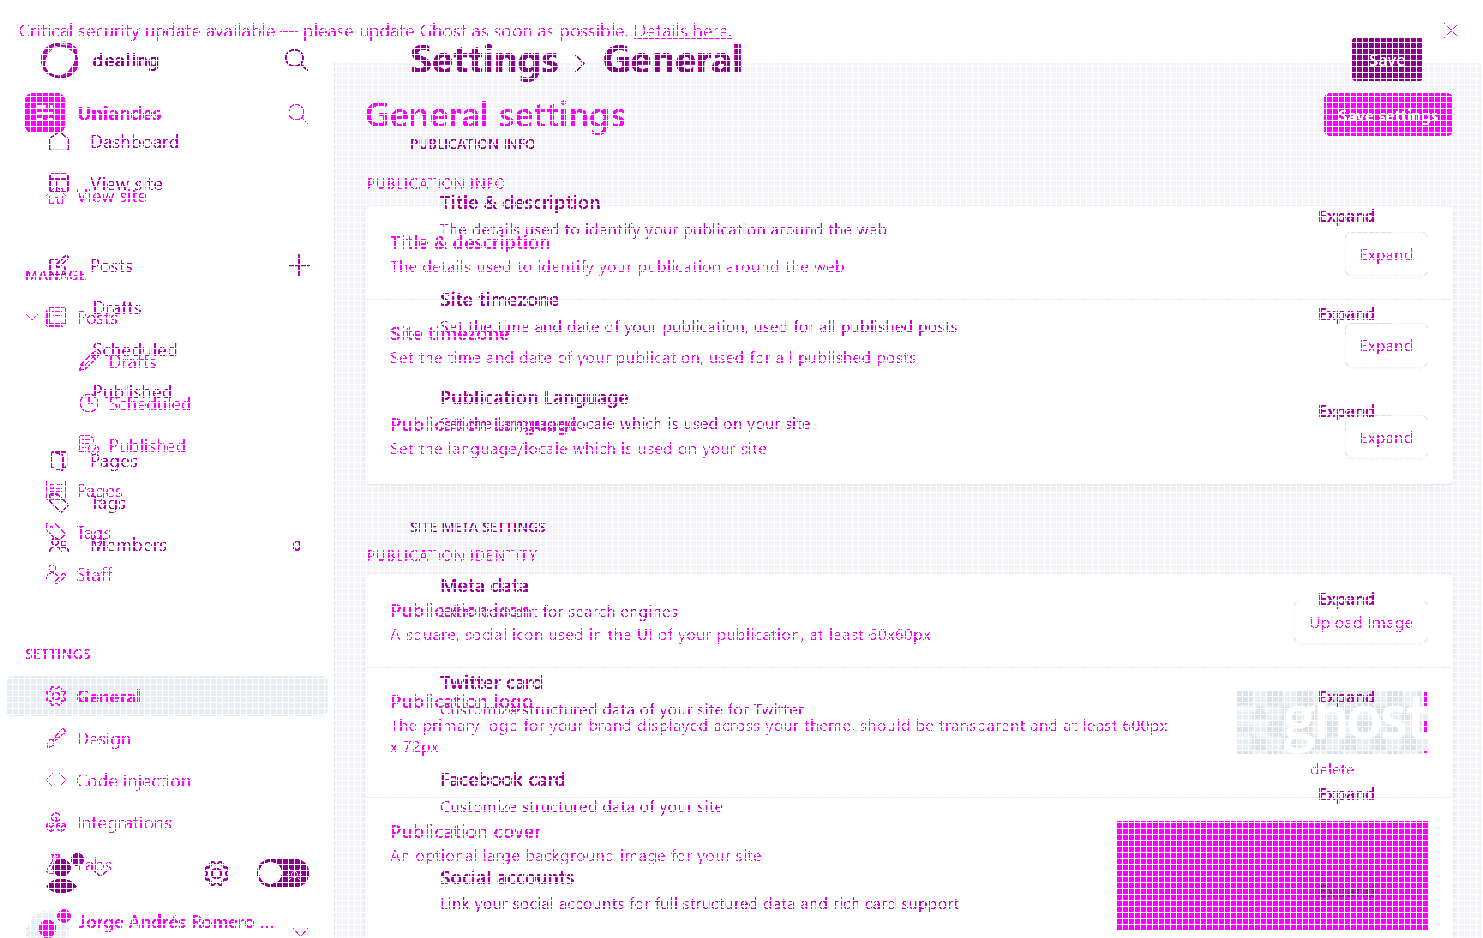 Critical security update available — please update Ghost as soon as possible. Details here.
dealing
Settings › General
Save
Uniandes
General settings
Save settings
Dashboard
PUBLICATION INFO
View site
View site
PUBLICATION INFO
Title & description
Expand
The details used to identify your publication around the web
Title & description
Expand
The details used to identify your publication around the web
Posts
MANAGE
Site timezone
Drafts
Posts
Expand
Set the time and date of your publication, used for all published posts
Site timezone
Expand
Scheduled
Set the time and date of your publication, used for all published posts
Drafts
Published
Publication Language
Scheduled
Expand
Set the language/locale which is used on your site
Publication Language
Expand
Published
Set the language/locale which is used on your site
Pages
Pages
Tags
SITE META SETTINGS
Tags
Members
0
PUBLICATION IDENTITY
Staff
Meta data
Expand
Extra content for search engines
Publication icon
Upload Image
A square, social icon used in the UI of your publication, at least 60x60px
SETTINGS
Twitter card
General
Expand
Publication logo
Customize structured data of your site for Twitter
ghost
The primary logo for your brand displayed across your theme, should be transparent and at least 600px
x 72px
Design
delete
Facebook card
Code injection
Expand
Customize structured data of your site
Integrations
Publication cover
An optional large background image for your site
Labs
Social accounts
Link your social accounts for full structured data and rich card support
Jorge Andrés Romero ...